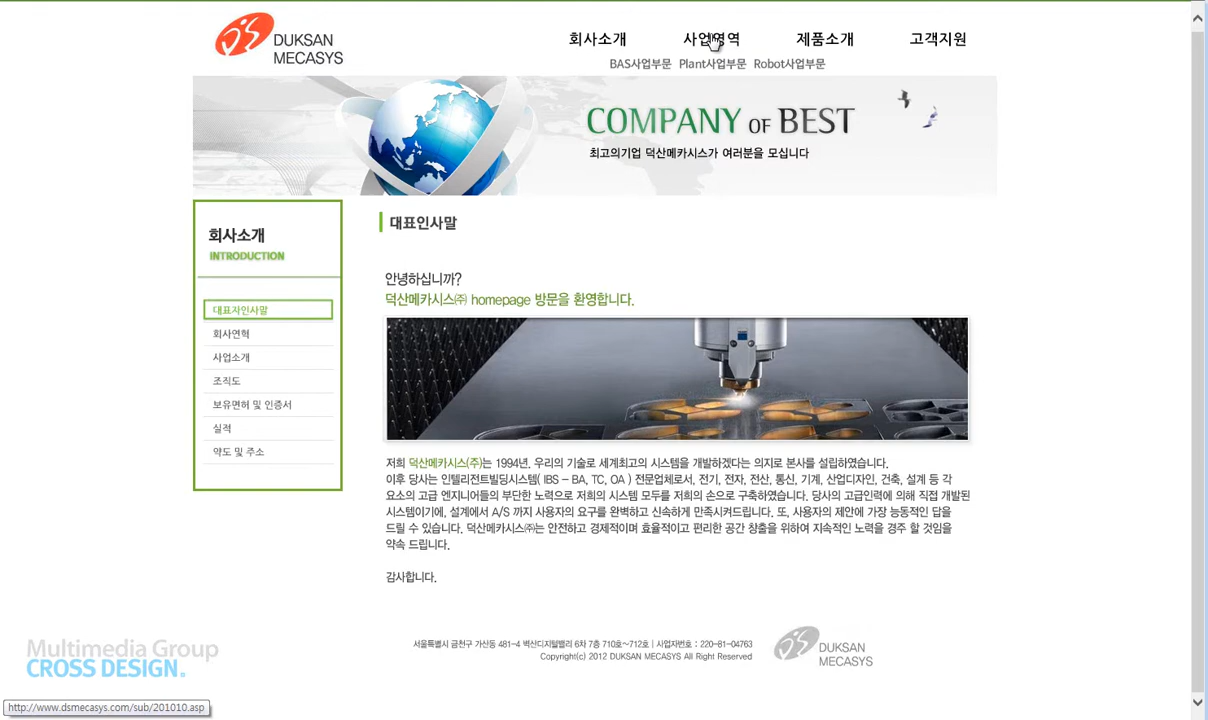 DUKSAN
MECASYS
회사소개 사업영역 제품소개 고객지원
BAS사업부문 Plant사업부문 Robot사업부문
COMPANY OF BEST
최고의기업 덕산메카시스가 여러분을 모십니다
회사소개
INTRODUCTION
대표자인사말
회사연혁
사업소개
조직도
보유면허 및 인증서
실적
약도 및 주소
대표인사말
안녕하십니까?
덕산메카시스㈜ homepage 방문을 환영합니다.
저희 덕산메카시스(주)는 1994년, 우리의 기술로 세계최고의 시스템을 개발하겠다는 의지로 본사를 설립하였습니다.
이후 당사는 인텔리전트빌딩시스템( IBS - BA, TC, OA ) 전문업체로서, 전기, 전자, 전산, 통신, 기계, 산업디자인, 건축, 설계 등 각
요소의 고급 엔지니어들의 부단한 노력으로 저희의 시스템 모두를 저희의 손으로 구축하였습니다. 당사의 고급인력에 의해 직접 개발된
시스템이기에, 설계에서 A/S 까지 사용자의 요구를 완벽하고 신속하게 만족시켜드립니다. 또, 사용자의 제안에 가장 능동적인 답을
드릴 수 있습니다. 덕산메카시스㈜는 안전하고 경제적이며 효율적이고 편리한 공간 창출을 위하여 지속적인 노력을 경주 할 것임을
약속 드립니다.
감사합니다.
서울특별시 금천구 가산동 481-4 벽산디지털밸리 6차 7층 710호~712호 | 사업자번호 : 220-81-04763
Copyright(c) 2012 DUKSAN MECASYS All Right Reserved
DUKSAN
MECASYS
Multimedia Group
CROSS DESIGN.
http://www.dsmecasys.com/sub/201010.asp